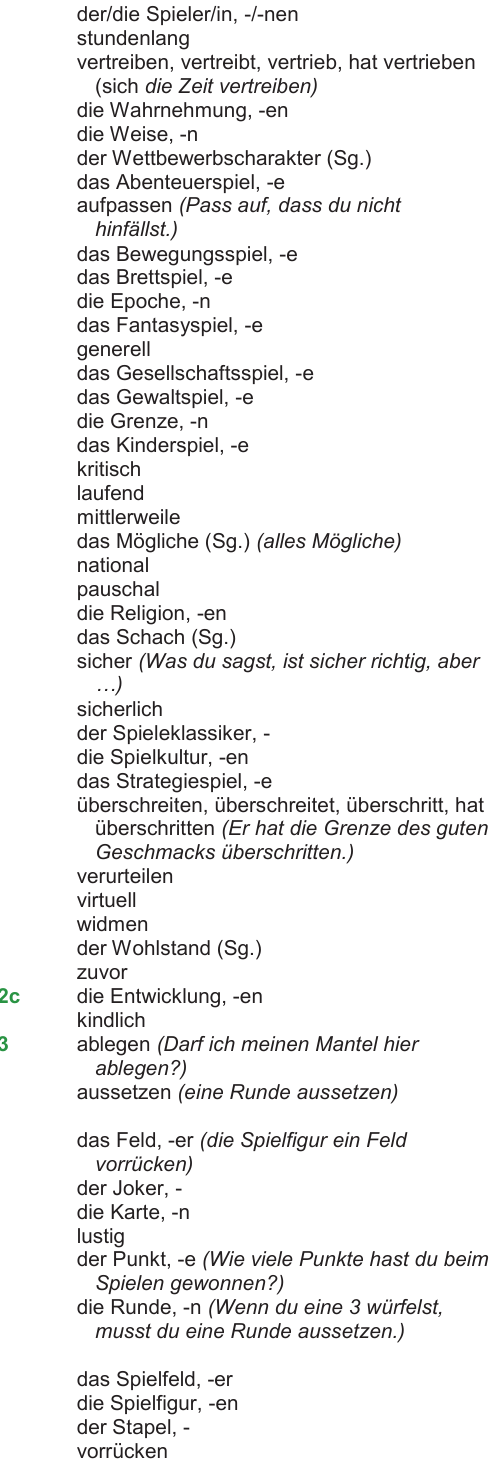 der/die Spieler/in, -/-nen
stundenlang
vertreiben, vertreibt, vertrieb, hat vertrieben
(sich die Zeit vertreiben)
die Wahrnehmung, -en
die Weise, -n
der Wettbewerbscharakter (Sg.)
das Abenteuerspiel, -e
aufpassen (Pass auf, dass du nicht
hinfällst.)
das Bewegungsspiel, -e
das Brettspiel, -e
die Epoche, -n
das Fantasyspiel, -e
generell
das Gesellschaftsspiel, -e
das Gewaltspiel, -e
die Grenze, -n
das Kinderspiel, -e
kritisch
laufend
mittlerweile
das Mögliche (Sg.) (alles Mögliche)
national
pauschal
die Religion, -en
das Schach (Sg.)
sicher (Was du sagst, ist sicher richtig, aber
…)
sicherlich
der Spieleklassiker, -
die Spielkultur, -en
das Strategiespiel, -e
überschreiten, überschreitet, überschritt, hat
überschritten (Er hat die Grenze des guten
Geschmacks überschritten.)
verurteilen
virtuell
widmen
der Wohlstand (Sg.)
zuvor
2c die Entwicklung, -en
kindlich
3 ablegen (Darf ich meinen Mantel hier
ablegen?)
aussetzen (eine Runde aussetzen)
das Feld, -er (die Spielfigur ein Feld
vorrücken)
der Joker, -
die Karte, -n
lustig
der Punkt, -e (Wie viele Punkte hast du beim
Spielen gewonnen?)
die Runde, -n (Wenn du eine 3 würfelst,
musst du eine Runde aussetzen.)
das Spielfeld, -er
die Spielfigur, -en
der Stapel, -
vorrücken